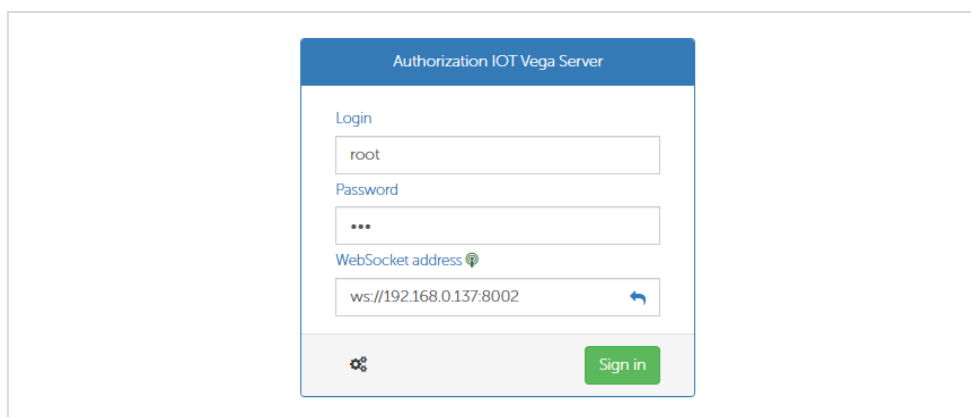 Authorization IOT Vega Server
Login
root
Password
•••
WebSocket address
ws://192.168.0.137:8002
Sign in